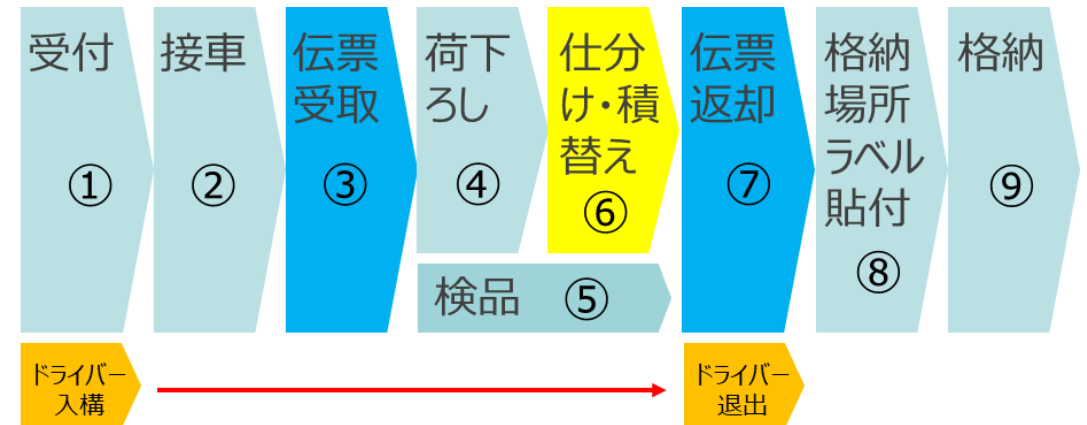 受付
①
接車
②
伝票
受取
③
荷下
ろし
④
検品 ⑤
仕分
け・積
替え
⑥
伝票
返却
⑦
格納
場所
ラベル
貼付
⑧
格納
⑨
ドライバー
入構
ドライバー
退出